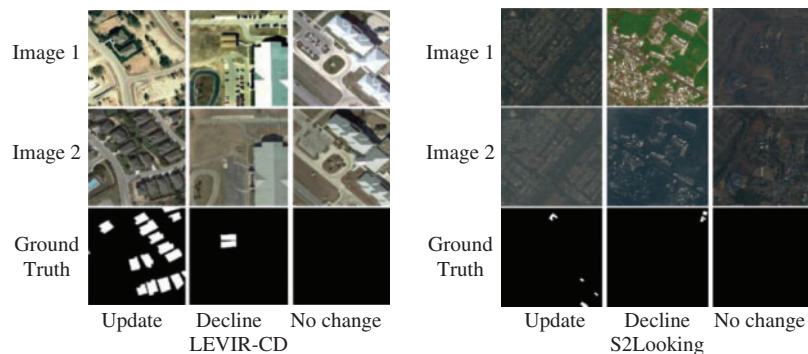 Image 1
Image 2
Ground
Truth
Update Decline No change
LEVIR-CD
Image 1
Image 2
Ground
Truth
Update Decline No change
S2Looking